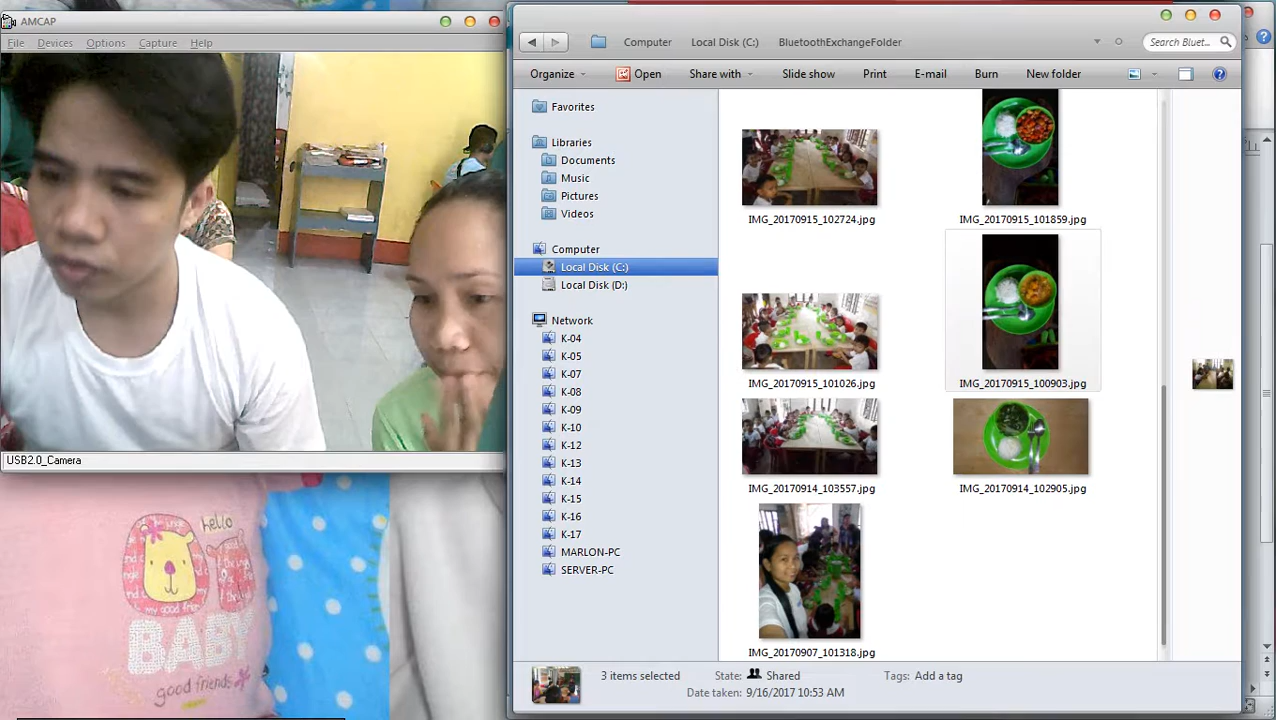 AMCAP
File Devices Options Capture Help
USB2.0_Camera
hello
BABY
good friends
Computer Local Disk (C:) BluetoothExchangeFolder
Search Bluet...
Organize Open Share with Slide show Print E-mail Burn New folder
Favorites
Libraries
Documents
Music
Pictures
Videos
Computer
Local Disk (C:)
Local Disk (D:)
Network
K-04
K-05
K-07
K-08
K-09
K-10
K-12
K-13
K-14
K-15
K-16
K-17
MARLON-PC
SERVER-PC
IMG_20170915_102724.jpg
IMG_20170915_101859.jpg
IMG_20170915_101026.jpg
IMG_20170915_100903.jpg
IMG_20170914_103557.jpg
IMG_20170914_102905.jpg
IMG_20170907_101318.jpg
3 items selected State: Shared Tags: Add a tag
Date taken: 9/16/2017 10:53 AM